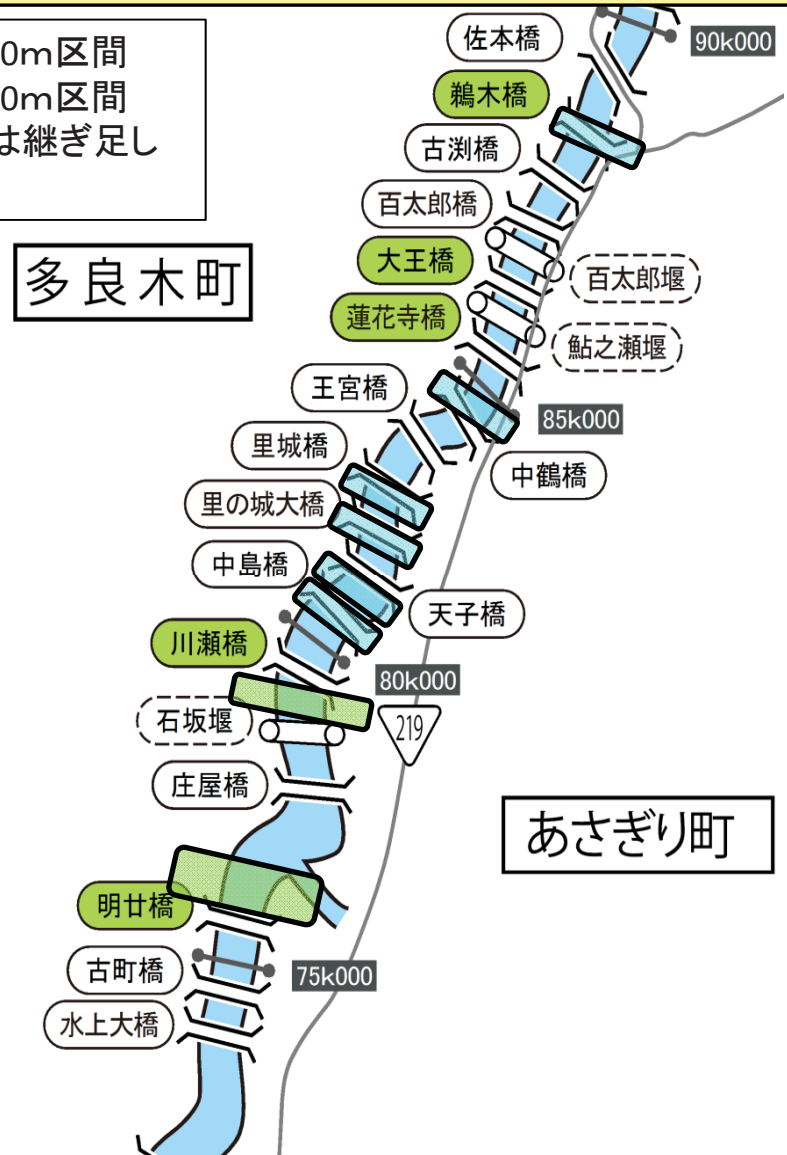 0m区間
0m区間
は継ぎ足し
佐本橋
90k000
鵜木橋
古渕橋
百太郎橋
大王橋
百太郎堰
蓮花寺橋
鮎之瀬堰
多良木町
王宮橋
85k000
里城橋
中鶴橋
里の城大橋
中島橋
天子橋
川瀬橋
80k000
石坂堰
219
庄屋橋
あさぎり町
明廿橋
古町橋
75k000
水上大橋